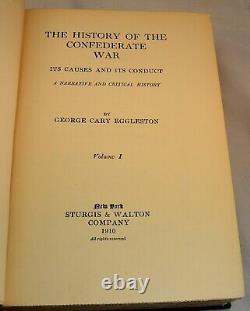 THE HISTORY OF THE
CONFEDERATE
WAR
ITS CAUSES AND ITS CONDUCT
A NARRATIVE AND CRITICAL HISTORY
BY
GEORGE CARY EGGLESTON
Volume I
New York
STURGIS & WALTON
COMPANY
1910
All rights reserved